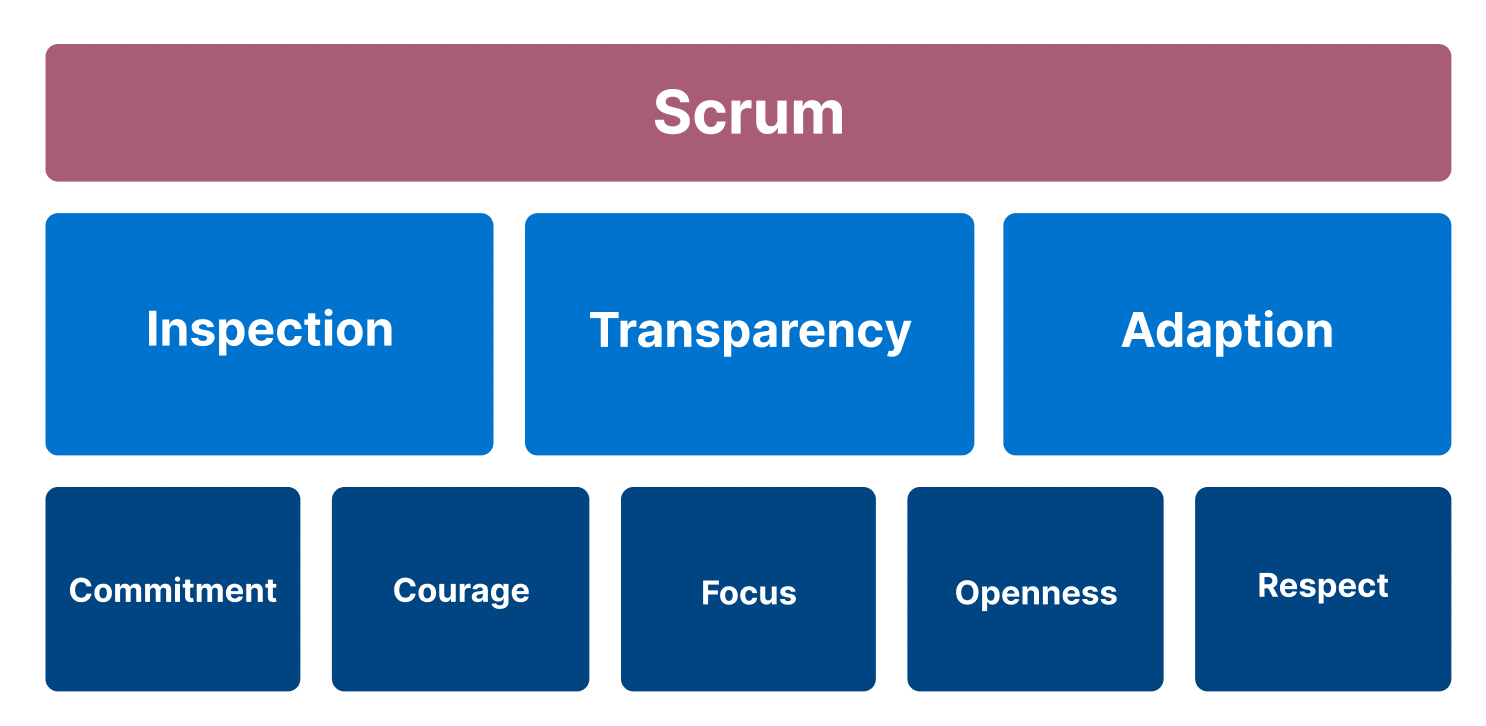 Scrum
Inspection
Transparency
Adaption
Commitment
Courage
Focus
Openness
Respect